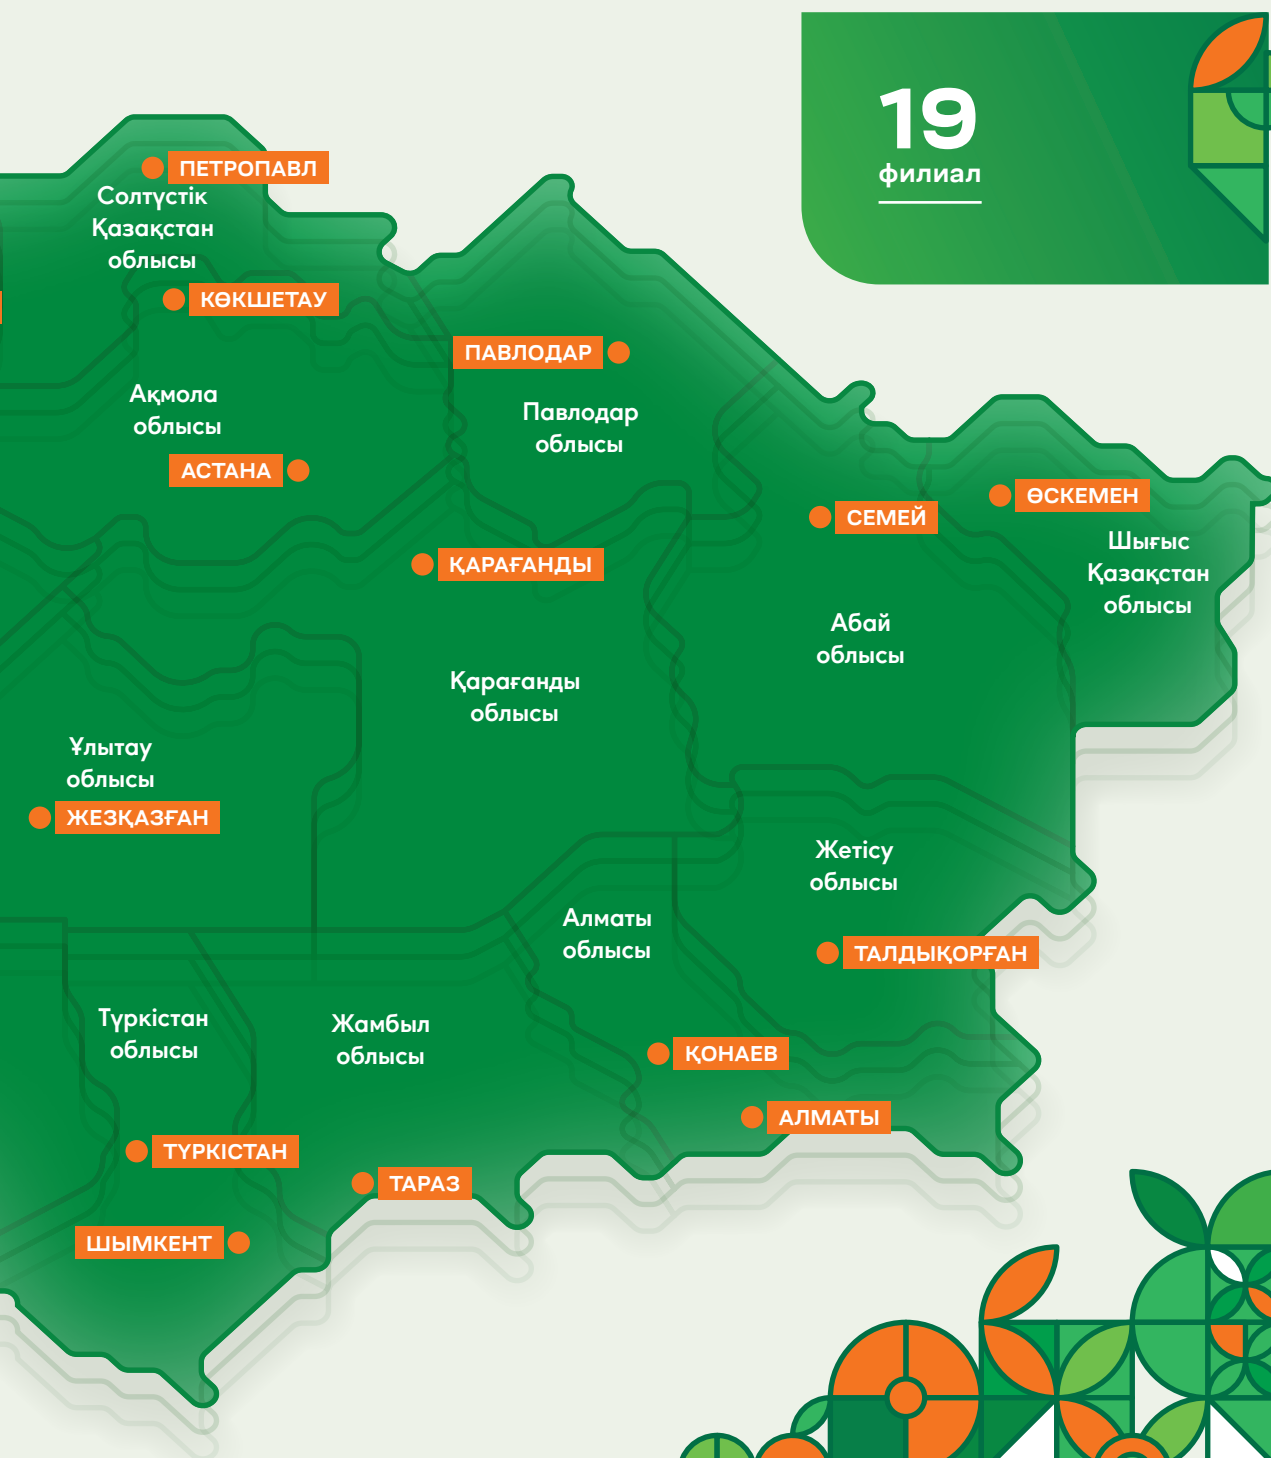 19
филиал
ПЕТРОПАВЛ
Солтүстік
Қазақстан
облысы
КӨКШЕТАУ
ПАВЛОДАР
Ақмола
облысы
Павлодар
облысы
АСТАНА
СЕМЕЙ
ӨСКЕМЕН
Шығыс
Қазақстан
облысы
ҚАРАҒАНДЫ
Абай
облысы
Қарағанды
облысы
Ұлытау
облысы
ЖЕЗҚАЗҒАН
Жетісу
облысы
Алматы
облысы
ТАЛДЫҚОРҒАН
Түркістан
облысы
Жамбыл
облысы
ҚОНАЕВ
АЛМАТЫ
ТҮРКІСТАН
ТАРАЗ
ШЫМКЕНТ